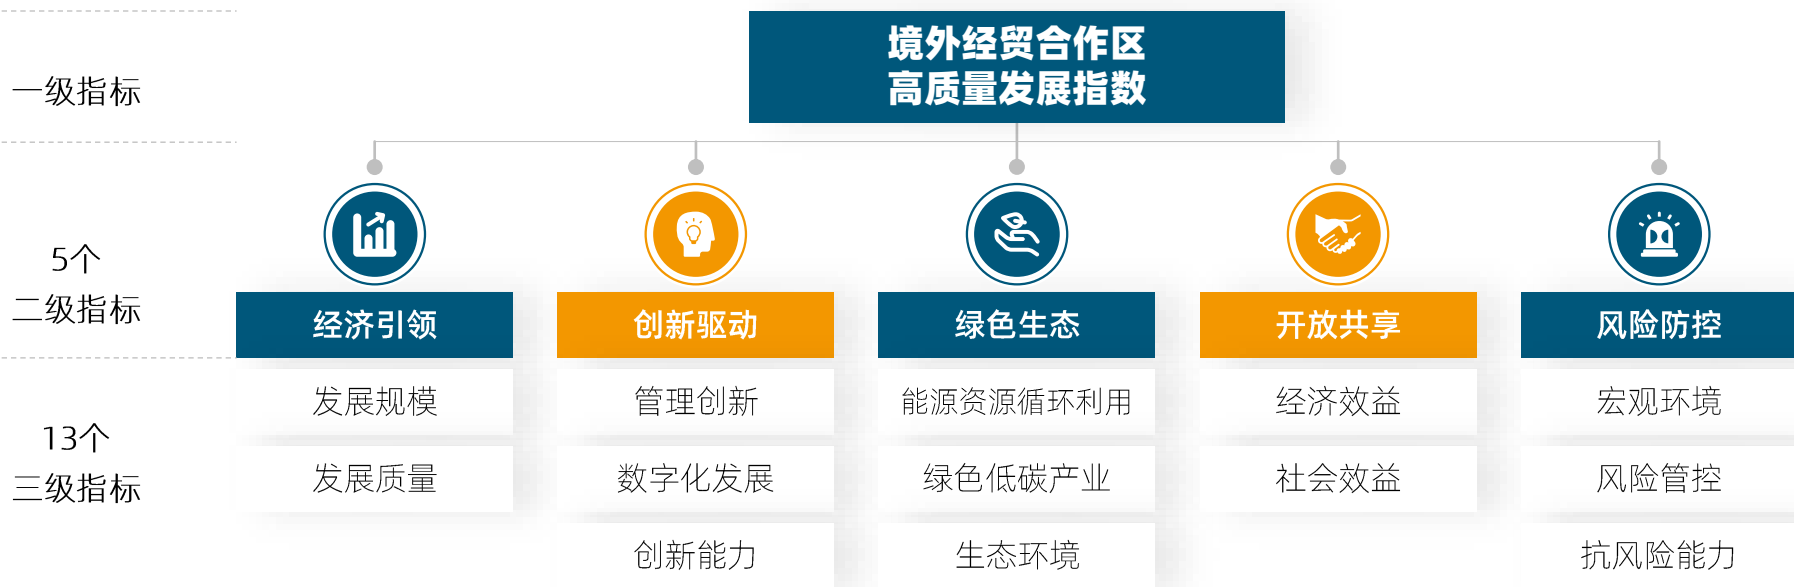 境外经贸合作区
高质量发展指数
一级指标
5个
二级指标
经济引领
创新驱动
绿色生态
开放共享
风险防控
13个
三级指标
发展规模
管理创新
能源资源循环利用
经济效益
宏观环境
发展质量
数字化发展
绿色低碳产业
社会效益
风险管控
创新能力
生态环境
抗风险能力